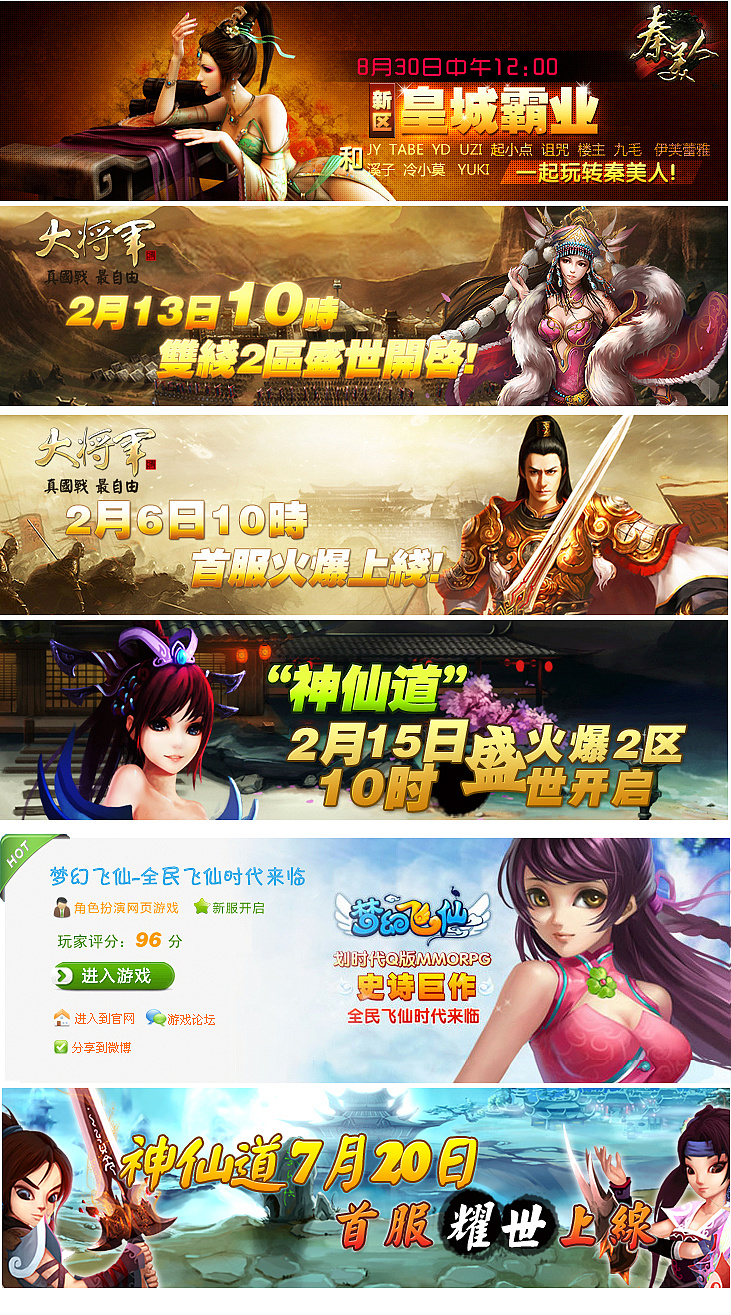 秦美人
8月30日中午12:00
新区 皇城霸业
和 JY TABE YD UZI 起小点 诅咒 楼主 九毛 伊芙蕾雅
溪子 冷小莫 YUKI 一起玩转秦美人!
大将军
真國戰 最自由
2月13日10時
雙綫2區盛世開啓!
大将军
真國戰 最自由
2月6日10時
首服火爆上綫!
“神仙道”
2月15日 火爆2区
10时 盛世开启
HOT
梦幻飞仙-全民飞仙时代来临
角色扮演网页游戏 新服开启
玩家评分：96 分
进入游戏
进入到官网 游戏论坛
分享到微博
梦幻飞仙
划时代Q版MMORPG
史诗巨作
全民飞仙时代来临
神仙道7月20日
首服耀世上線